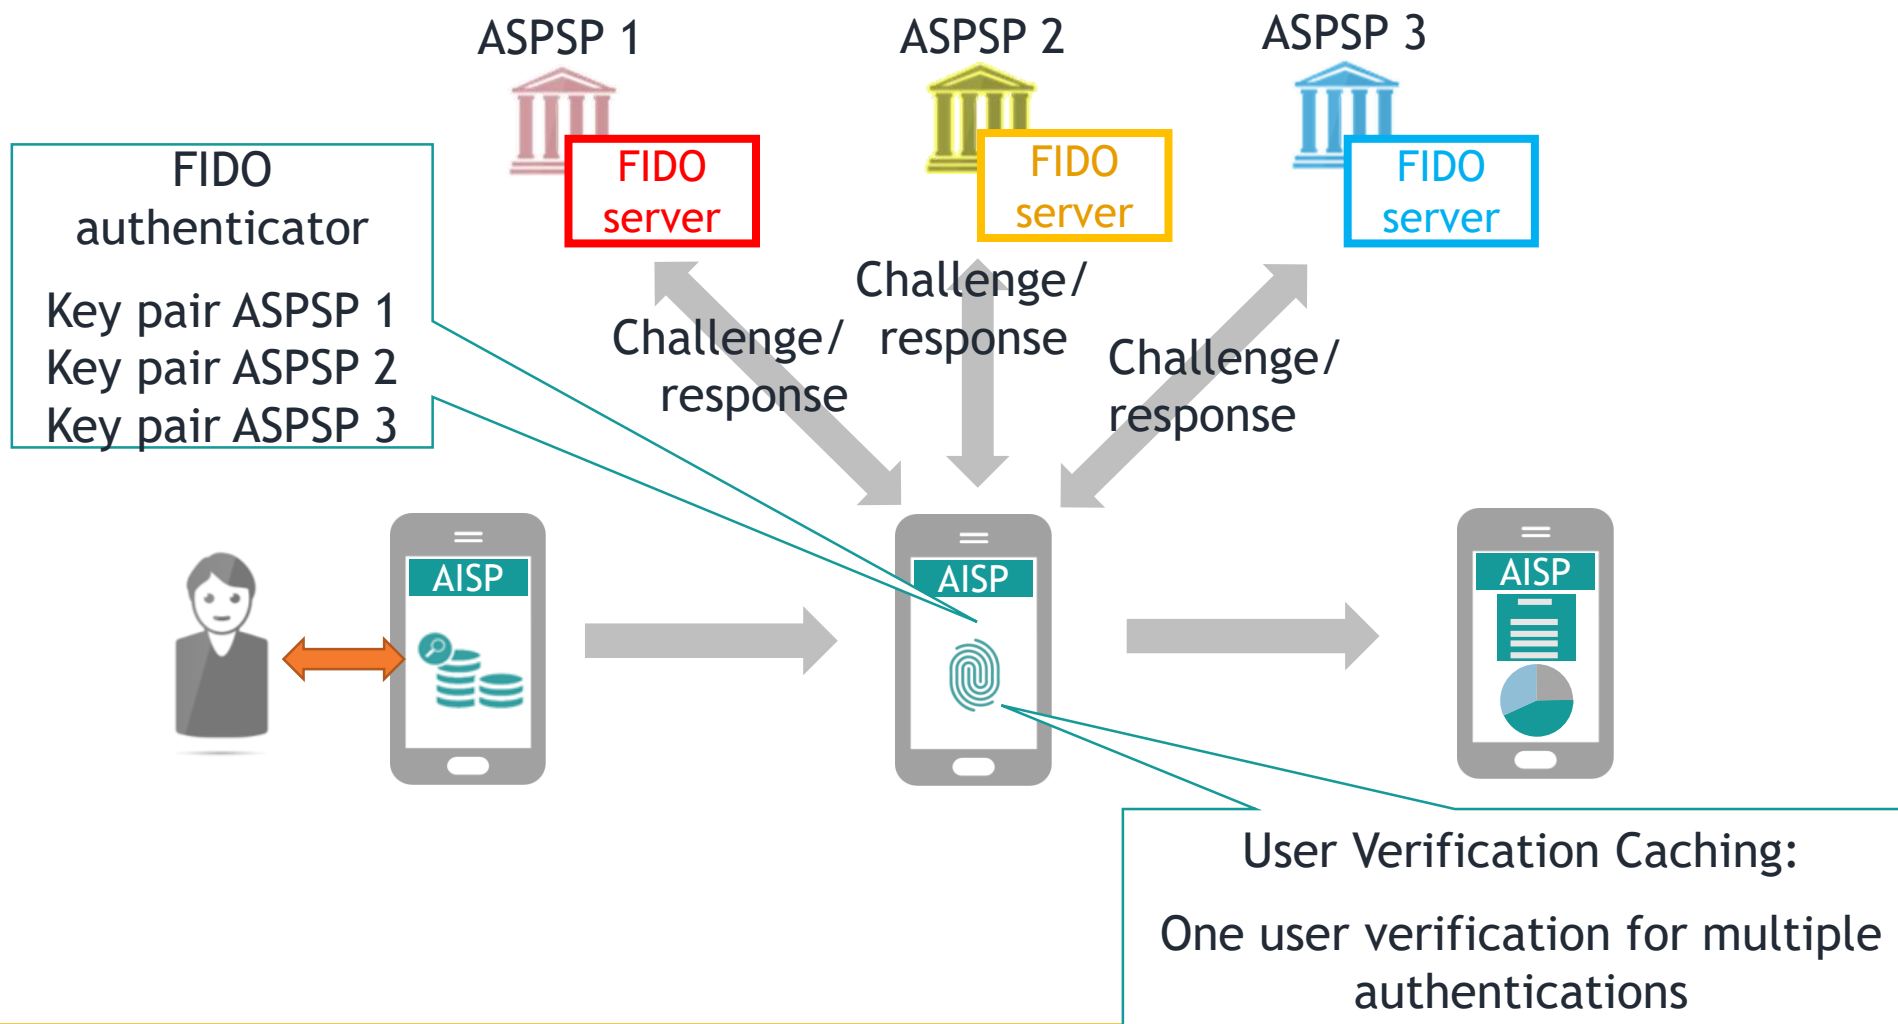 ASPSP 1
ASPSP 2
ASPSP 3
FIDO
server
FIDO
server
FIDO
server
FIDO
authenticator
Key pair ASPSP 1
Key pair ASPSP 2
Key pair ASPSP 3
Challenge/
response
Challenge/
response
Challenge/
response
AISP
AISP
AISP
User Verification Caching:
One user verification for multiple
authentications